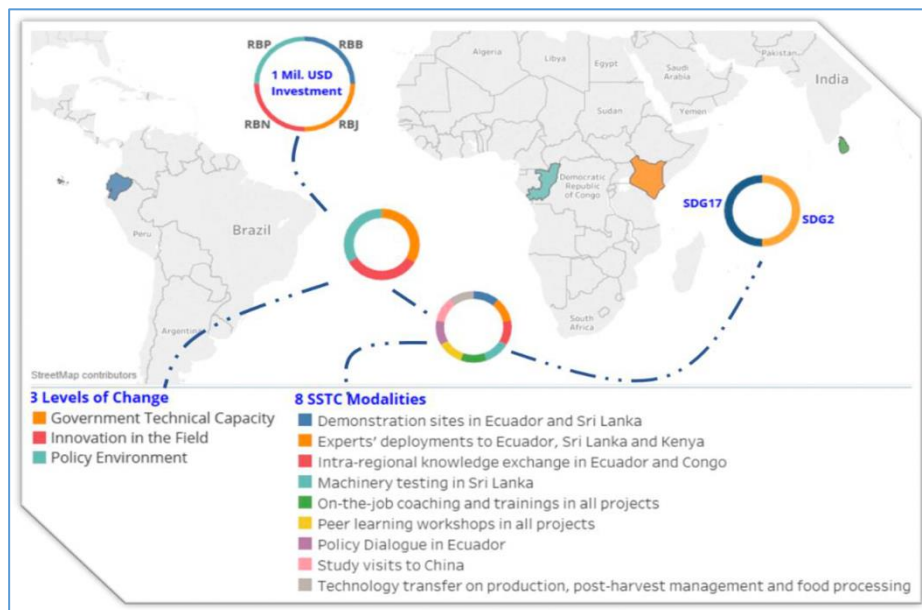 RBP
RBB
1 Mil. USD
Investment
RBN
RBJ
Algeria
Libya
Egypt
Saudi
Arabia
Pakistan
India
Sudan
Yemen
Ethiopia
Democratic
Republic
of Congo
SDG17
SDG2
Peru
Brazil
Argentina
South
Africa
StreetMap contributors
3 Levels of Change
Government Technical Capacity
Innovation in the Field
Policy Environment
8 SSTC Modalities
Demonstration sites in Ecuador and Sri Lanka
Experts' deployments to Ecuador, Sri Lanka and Kenya
Intra-regional knowledge exchange in Ecuador and Congo
Machinery testing in Sri Lanka
On-the-job coaching and trainings in all projects
Peer learning workshops in all projects
Policy Dialogue in Ecuador
Study visits to China
Technology transfer on production, post-harvest management and food processing